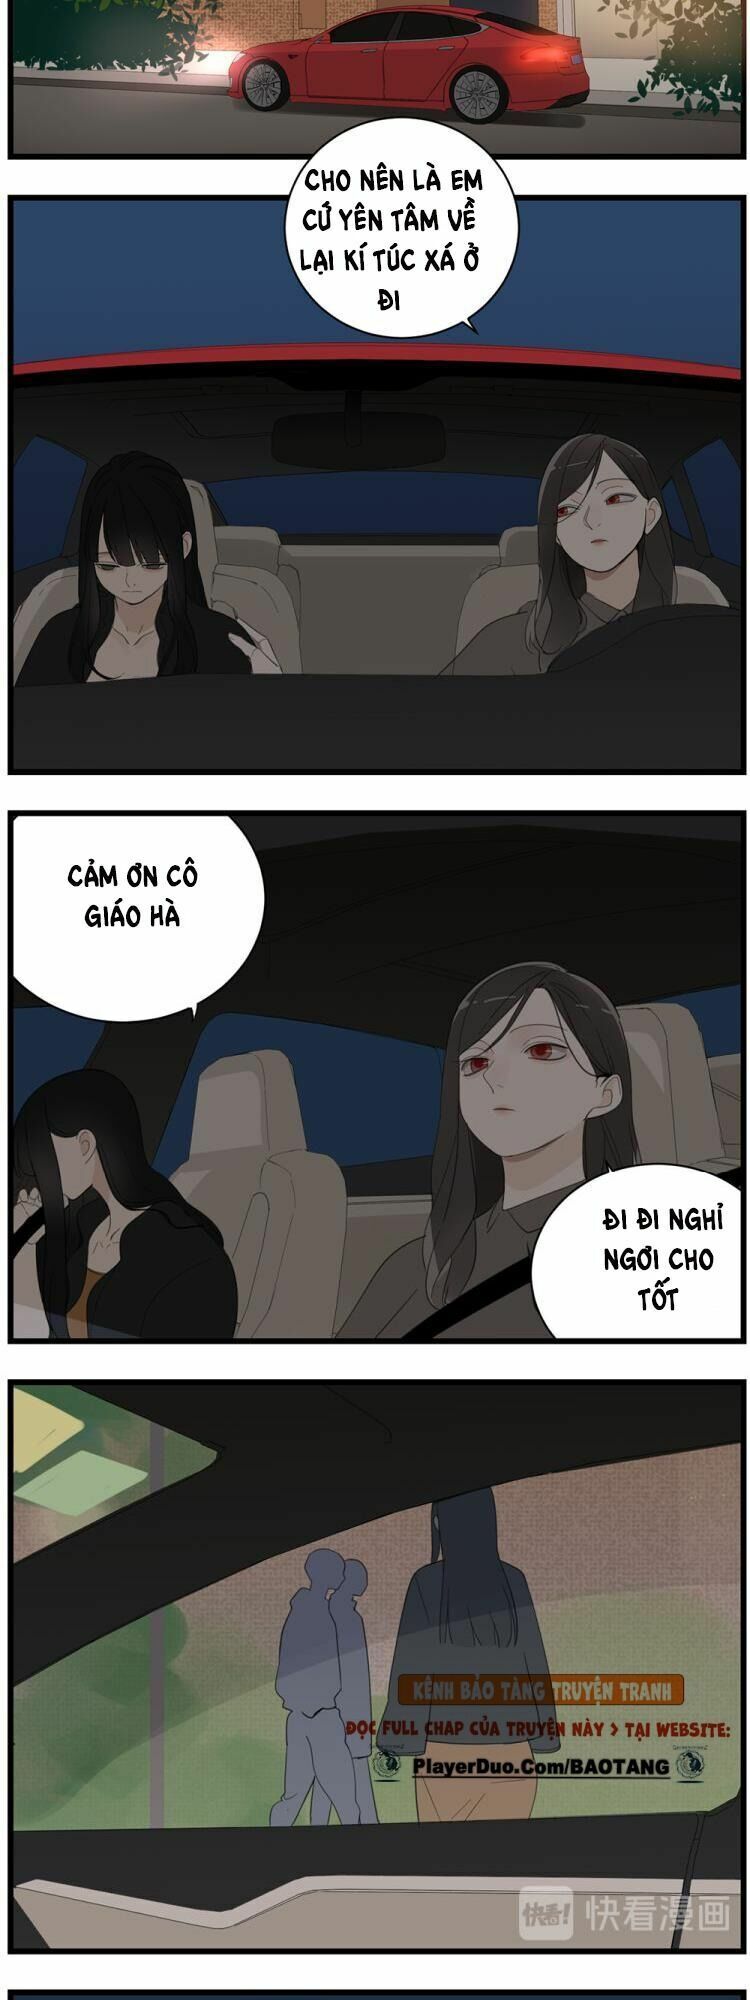 CHO NÊN LÀ EM
CỨ YÊN TÂM VỀ
LẠI KÍ TÚC XÁ Ở
ĐI
CẢM ƠN CÔ
GIÁO HÀ
ĐI ĐI NGHỈ
NGƠI CHO
TỐT
KÊNH BẢO TÀNG TRUYỆN TRANH
ĐỌC FULL CHAP CỦA TRUYỆN NÀY > TẠI WEBSITE:
PLAYERDUO.COM/BAOTANG
快看! 快看漫画